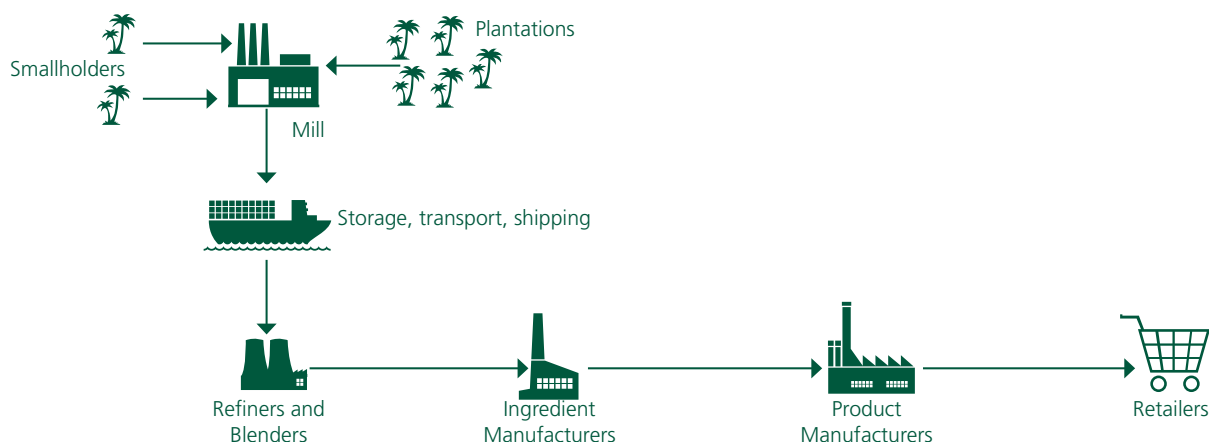 Plantations
Smallholders
Mill
Storage, transport, shipping
Refiners and
Blenders
Ingredient
Manufacturers
Product
Manufacturers
Retailers